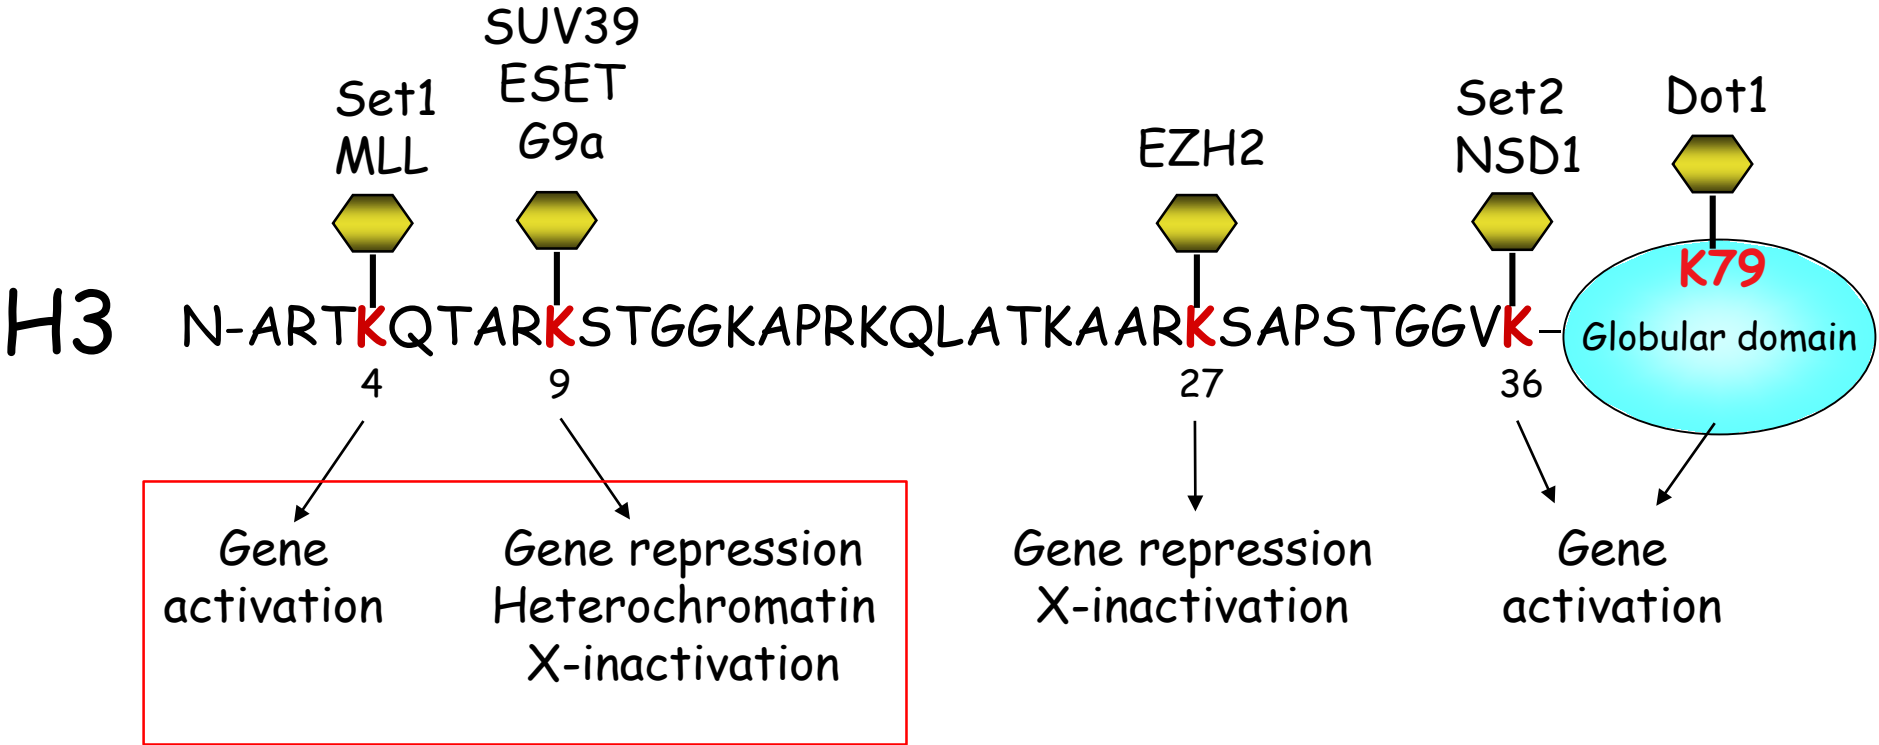 SUV39
ESET
G9a
Set1
MLL
EZH2
Set2
NSD1
Dot1
H3
N-ARTKQTARKSTGGKAPRKQLATKAARKSAPSTGGVK
K79
Globular domain
4
9
27
36
Gene
activation
Gene repression
Heterochromatin
X-inactivation
Gene repression
X-inactivation
Gene
activation